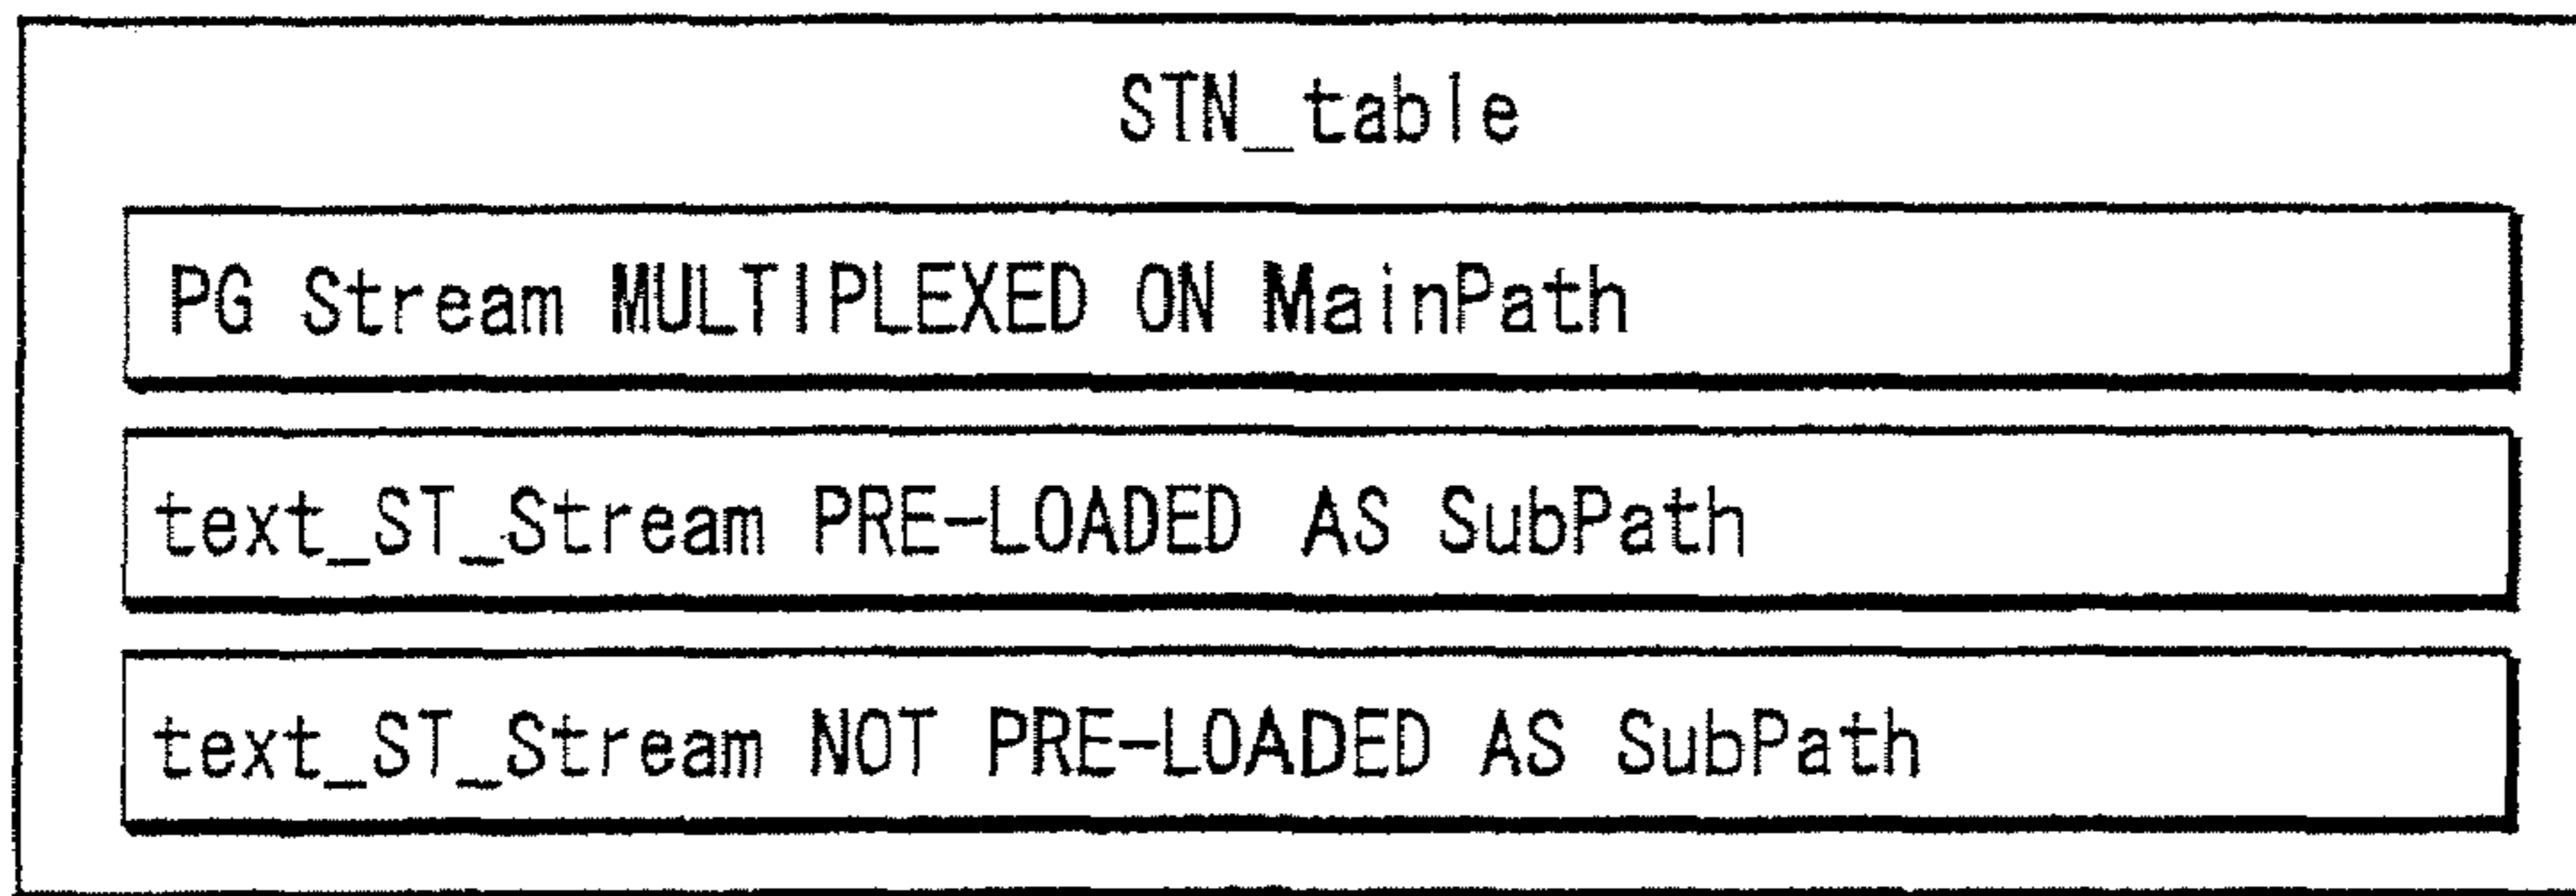 STN_table
PG Stream MULTIPLEXED ON MainPath
text_ST_Stream PRE-LOADED AS SubPath
text_ST_Stream NOT PRE-LOADED AS SubPath